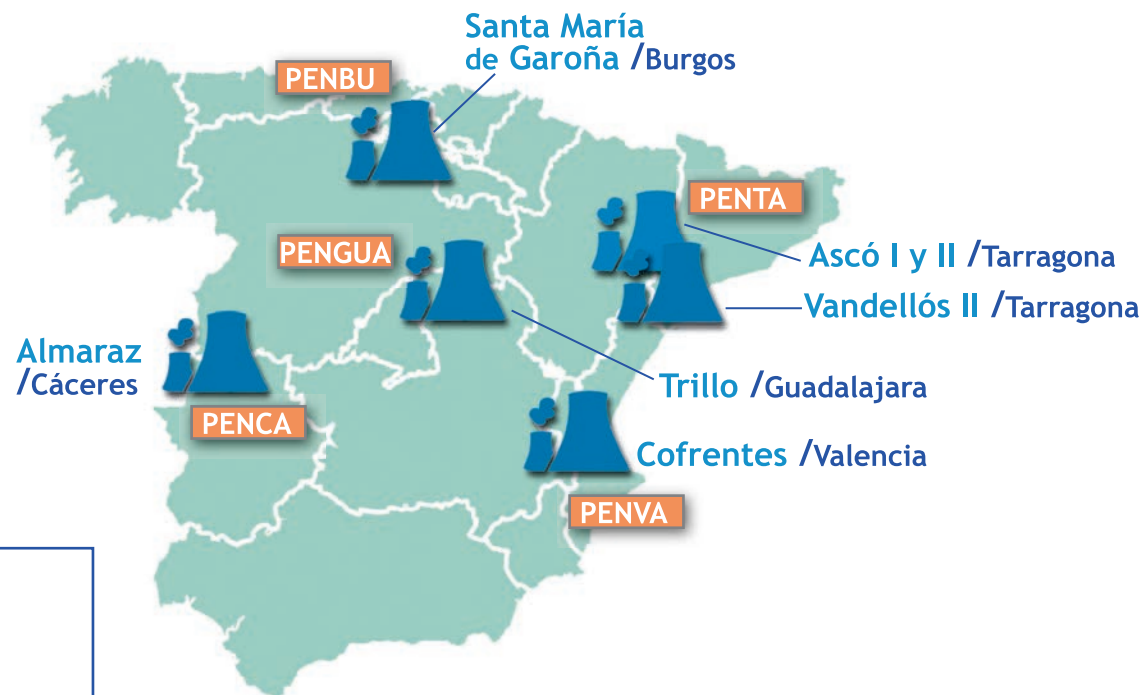 Santa María
de Garoña /Burgos
PENBU
PENTA
PENGUA
Ascó I y II /Tarragona
Vandellós II /Tarragona
Almaraz
/Cáceres
Trillo /Guadalajara
PENCA
Cofrentes /Valencia
PENVA